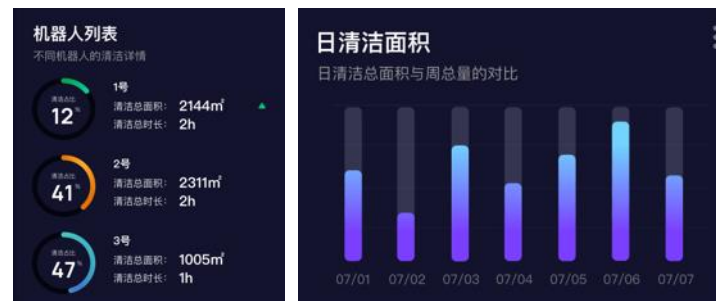 机器人列表
不同机器人的清洁详情
清洁占比
12%
1号
清洁总面积： 2144㎡
清洁总时长： 2h
清洁占比
41%
2号
清洁总面积： 2311㎡
清洁总时长： 2h
清洁占比
47%
3号
清洁总面积： 1005㎡
清洁总时长： 1h
日清洁面积
日清洁总面积与周总量的对比
07/01 07/02 07/03 07/04 07/05 07/06 07/07